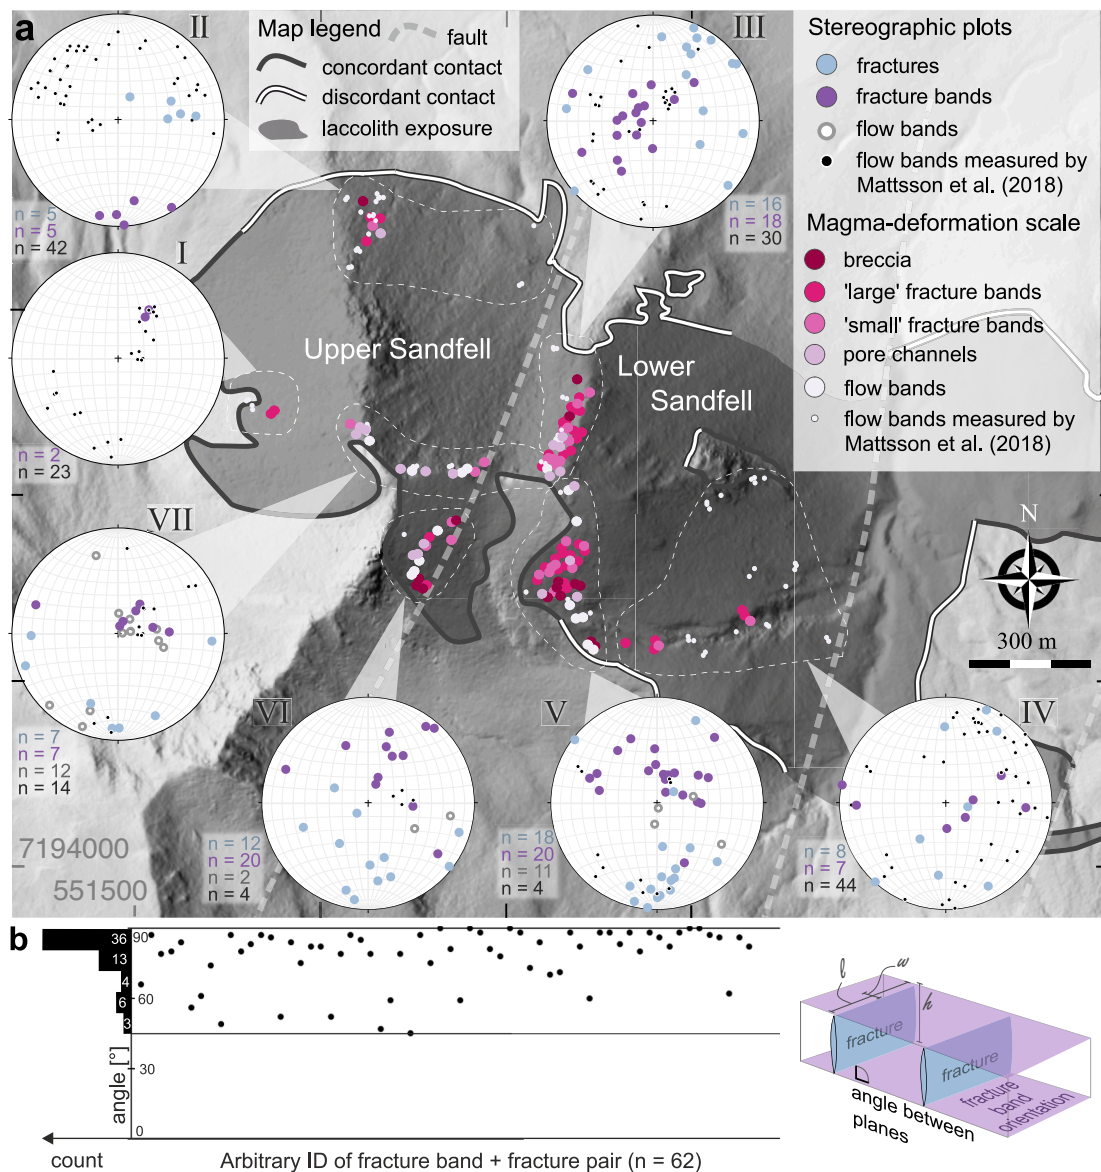 a
II
Map legend
fault
concordant contact
discordant contact
laccolith exposure
III
Stereographic plots
fractures
fracture bands
flow bands
flow bands measured by
Mattsson et al. (2018)
Magma-deformation scale
breccia
'large' fracture bands
'small' fracture bands
pore channels
flow bands
flow bands measured by
Mattsson et al. (2018)
n = 5
n = 5
n = 42
n = 16
n = 18
n = 30
I
Upper Sandfell
Lower
Sandfell
n = 2
n = 23
VII
N
300 m
n = 7
n = 7
n = 12
n = 14
VI
V
IV
n = 12
n = 20
n = 2
n = 4
n = 18
n = 20
n = 11
n = 4
n = 8
n = 7
n = 44
7194000
551500
b
36
13
4
6
3
90
60
30
0
angle [°]
count
Arbitrary ID of fracture band + fracture pair (n = 62)
l
w
h
fracture
fracture
fracture
band
orientation
angle between
planes